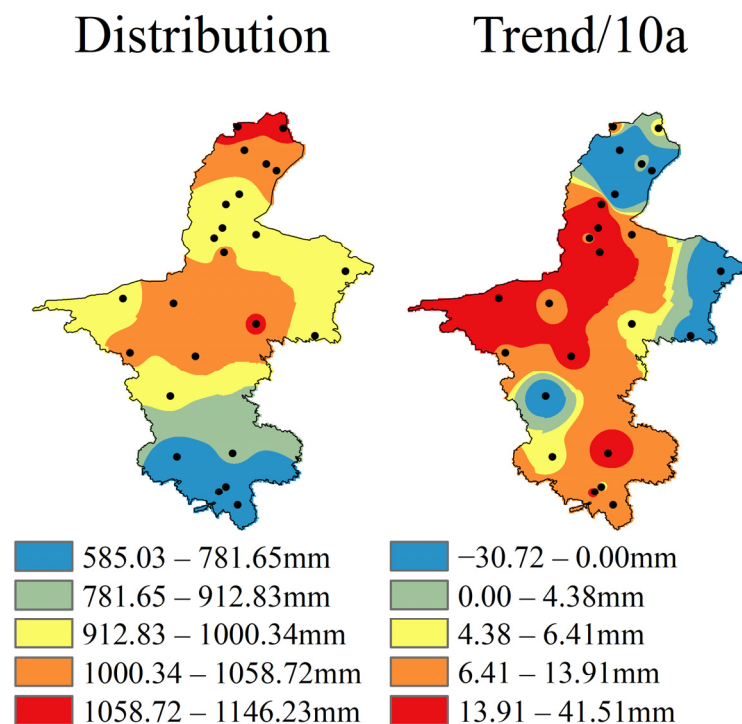 Distribution
Trend/10a
585.03 – 781.65mm
781.65 – 912.83mm
912.83 – 1000.34mm
1000.34 – 1058.72mm
1058.72 – 1146.23mm
−30.72 – 0.00mm
0.00 – 4.38mm
4.38 – 6.41mm
6.41 – 13.91mm
13.91 – 41.51mm